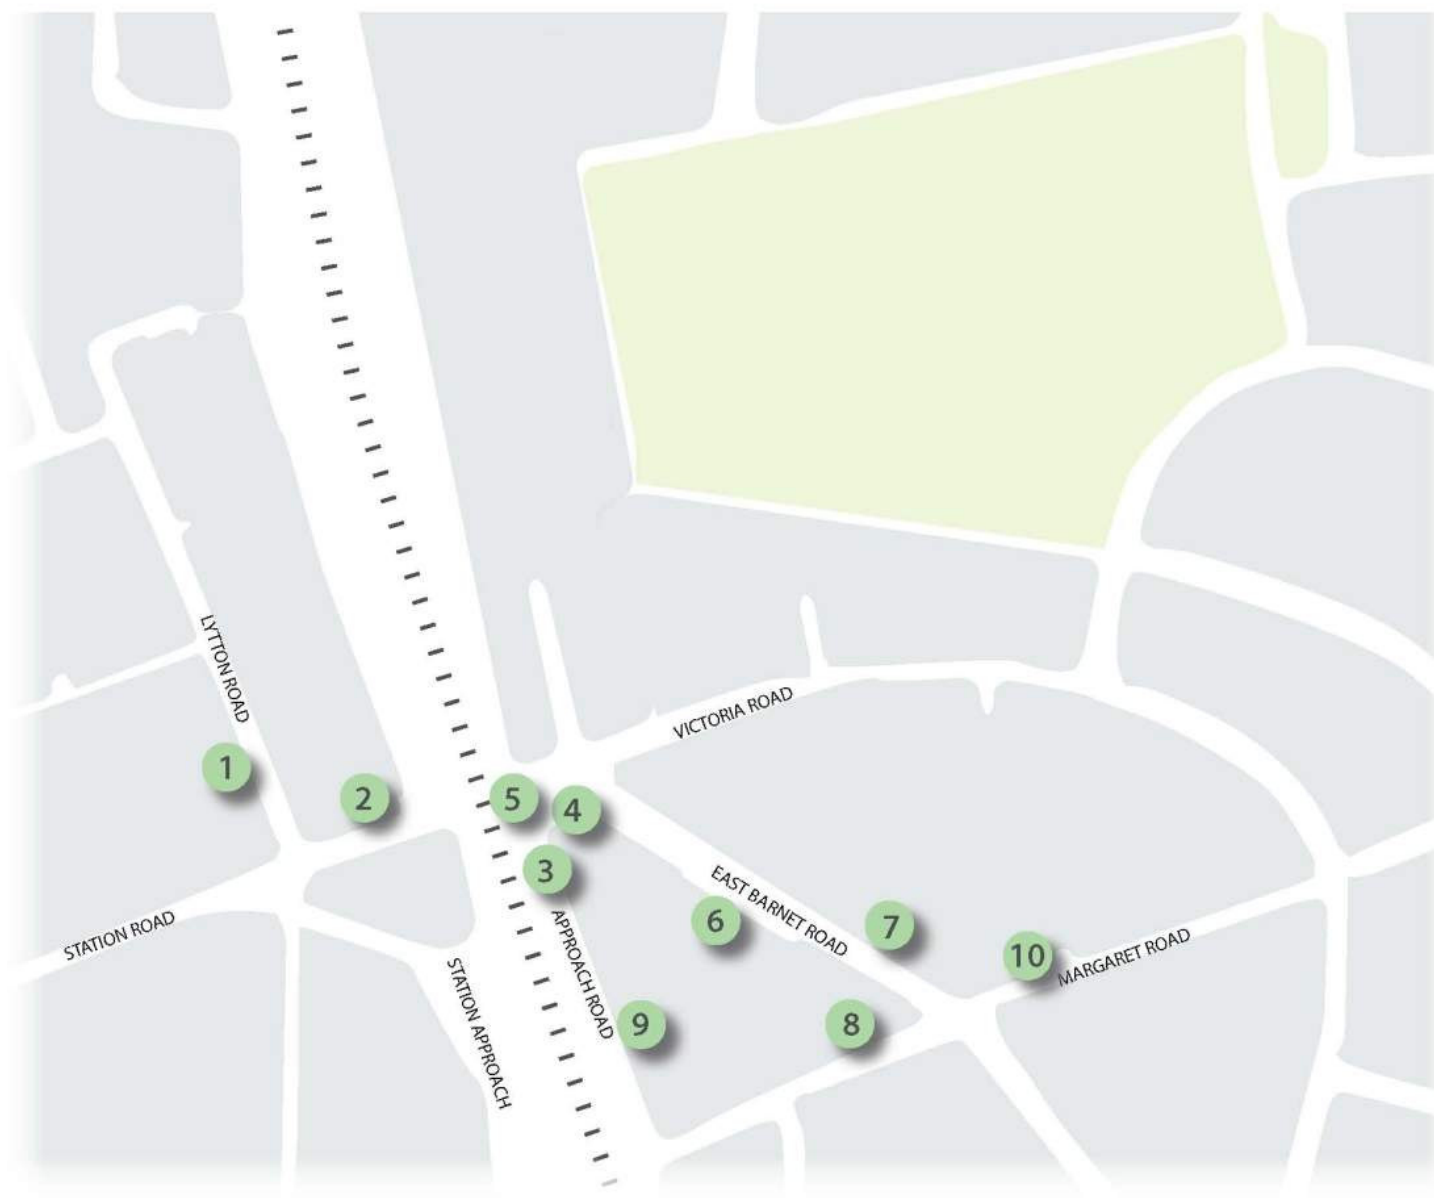 LYTTON ROAD
VICTORIA ROAD
1
2
5
4
3
EAST BARNET ROAD
6
7
STATION ROAD
APPROACH ROAD
10
MARGARET ROAD
STATION APPROACH
9
8